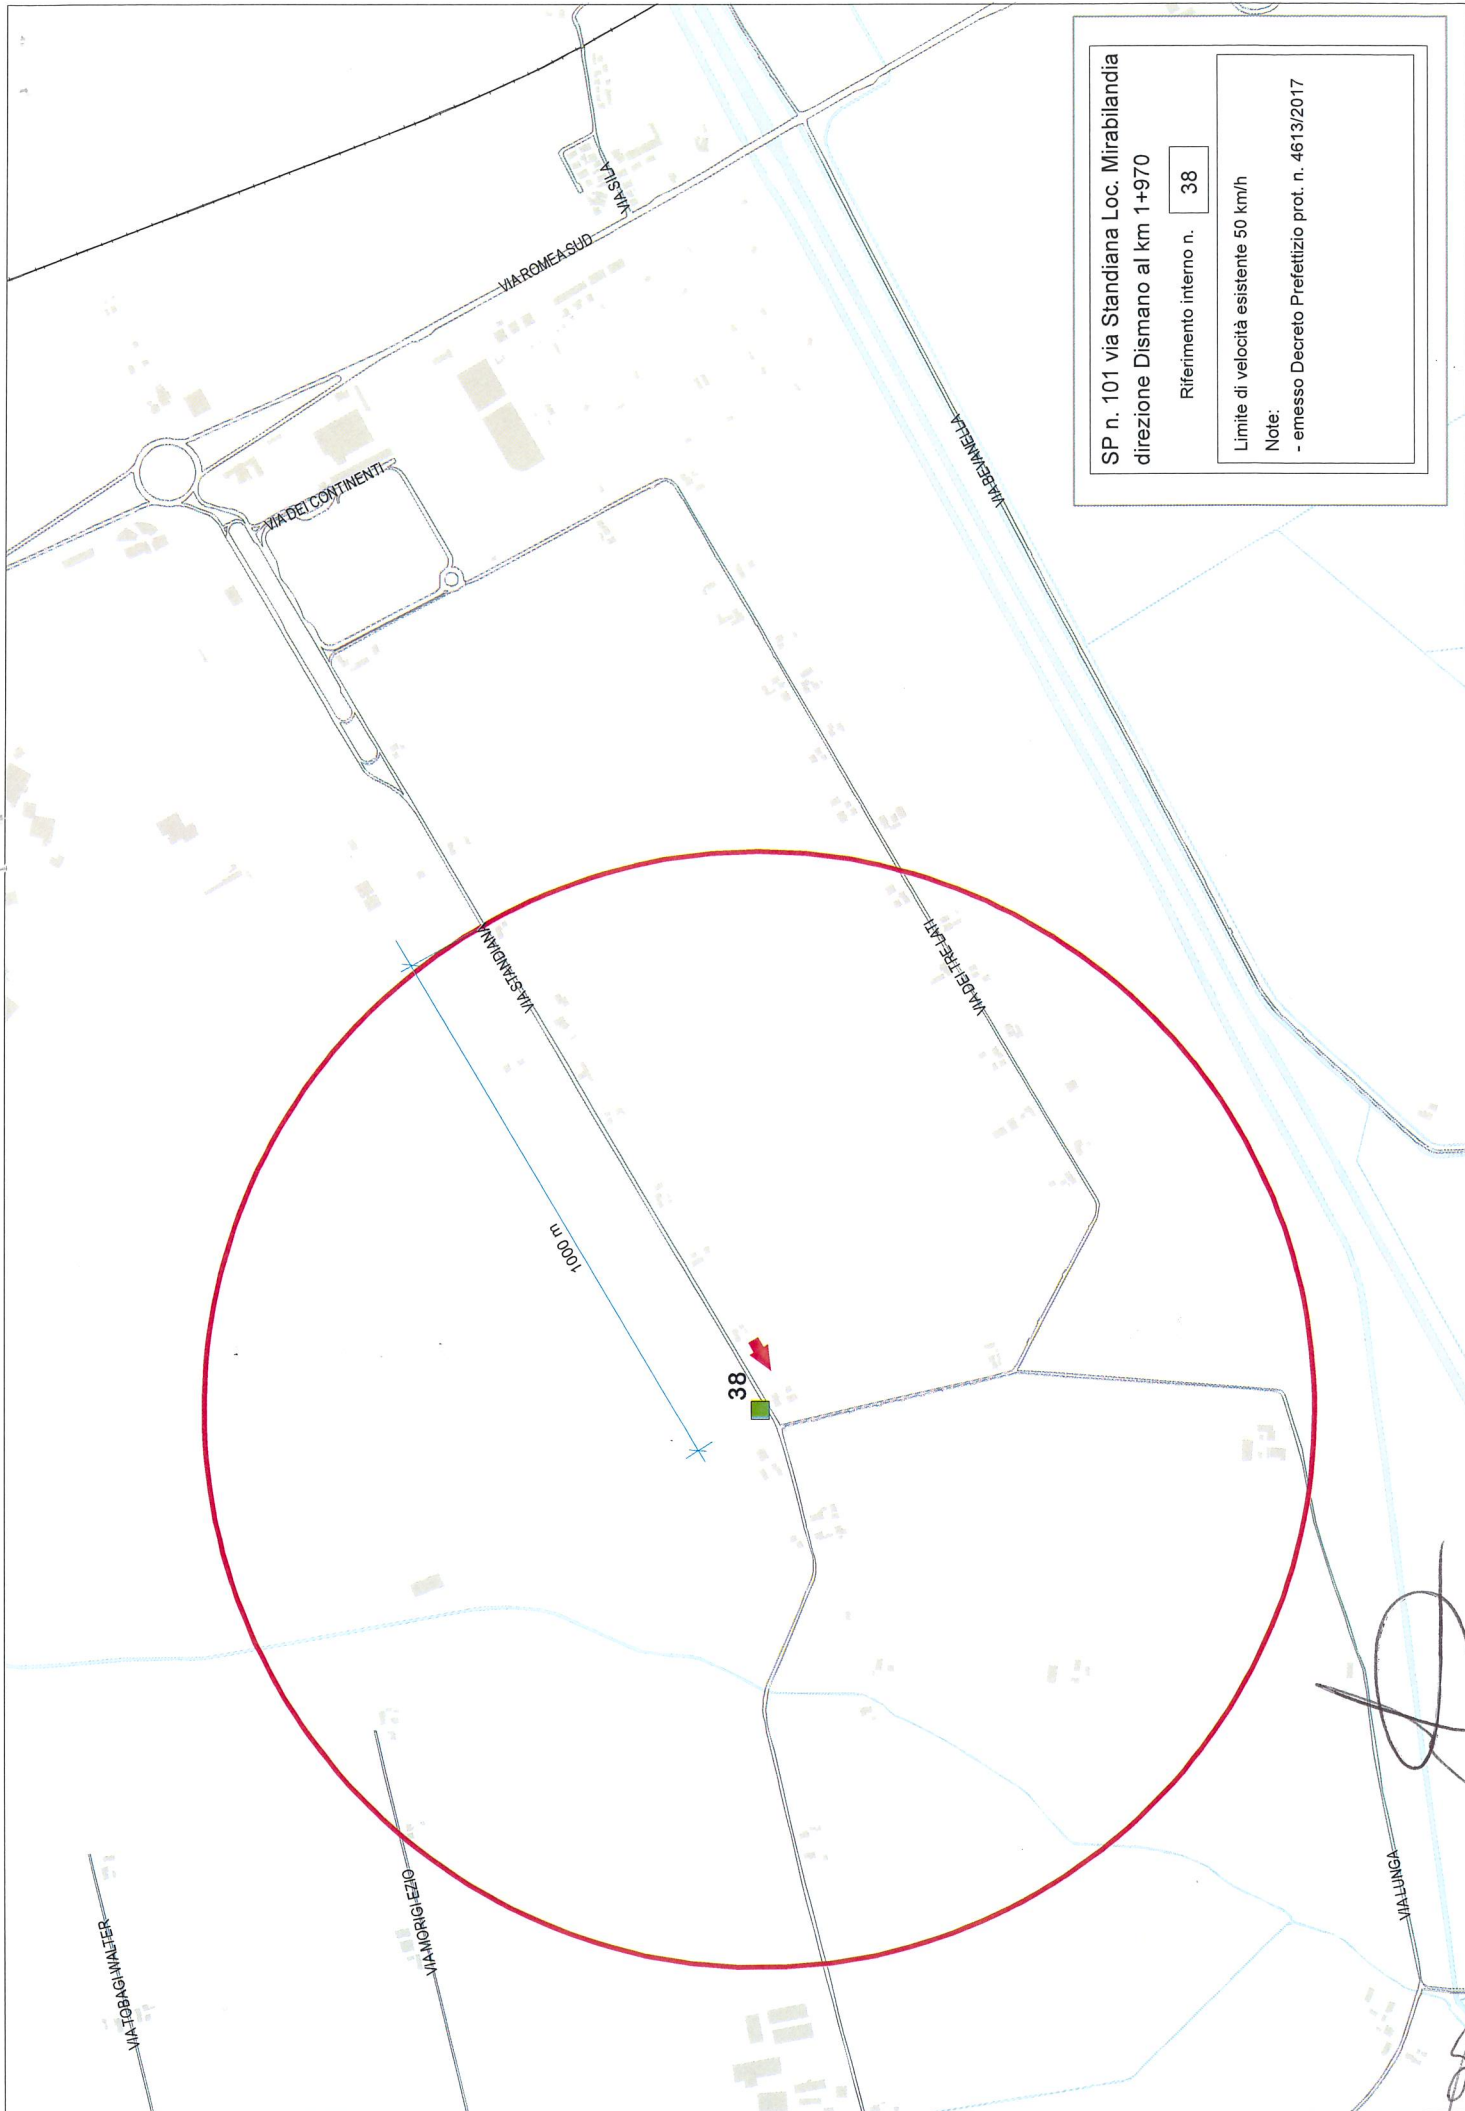 SP n. 101 via Standiana Loc. Mirabilandia
direzione Dismano al km 1+970
Riferimento interno n. 38
Limite di velocità esistente 50 km/h
Note:
- emesso Decreto Prefettizio prot. n. 4613/2017
VIA TOBAGI WALTER
VIA MORIGI EZIO
VIA LUNGA
38
1000 m
VIA STANDIANA
VIA DEI TRE LATI
VIA DEI CONTINENTI
VIA BEVANELLA
VIA ROMEA SUD
VIA SILA